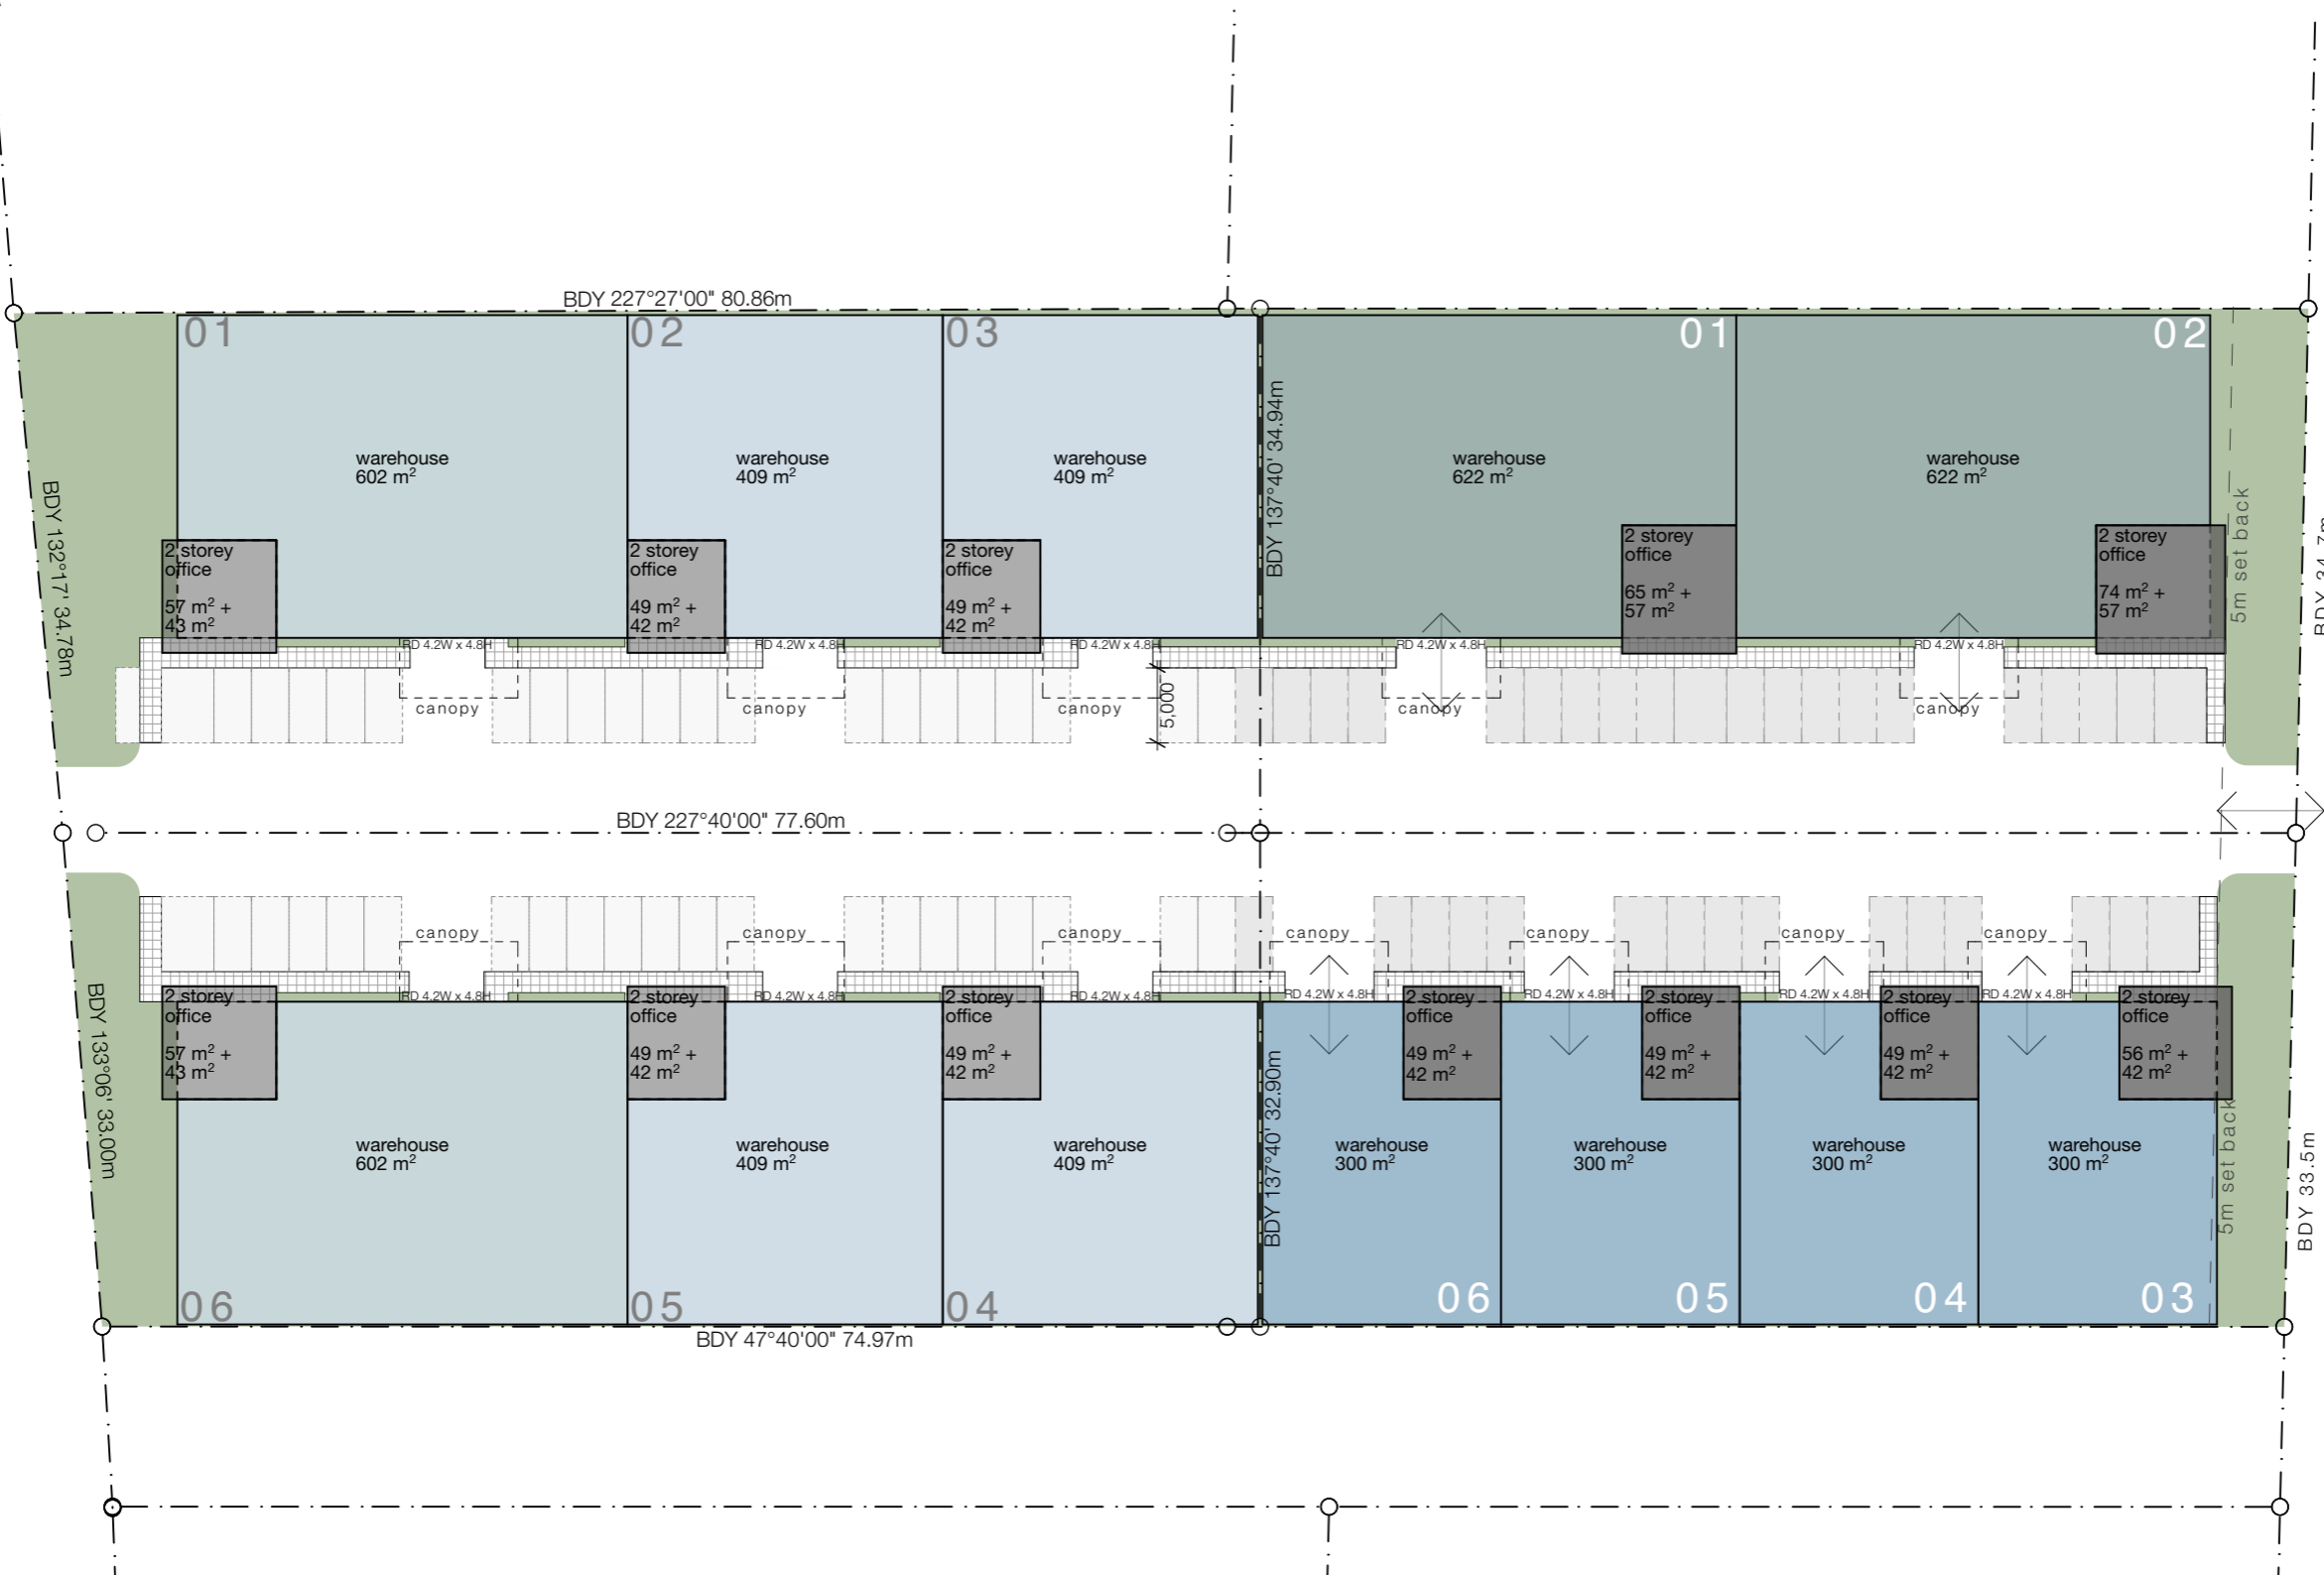 BDY 227°27'00" 80.86m
01
02
03
01
02
warehouse
602 m²
warehouse
409 m²
warehouse
409 m²
warehouse
622 m²
warehouse
622 m²
BDY 132°17' 34.78m
BDY 137°40' 34.94m
5m set back
BDY 34.7m
2 storey
office
57 m² +
43 m²
2 storey
office
49 m² +
42 m²
2 storey
office
49 m² +
42 m²
2 storey
office
65 m² +
57 m²
2 storey
office
74 m² +
57 m²
RD 4.2W x 4.8H
RD 4.2W x 4.8H
RD 4.2W x 4.8H
RD 4.2W x 4.8H
RD 4.2W x 4.8H
canopy
canopy
canopy
5,000
canopy
canopy
BDY 227°40'00" 77.60m
canopy
canopy
canopy
canopy
canopy
canopy
canopy
RD 4.2W x 4.8H
RD 4.2W x 4.8H
RD 4.2W x 4.8H
RD 4.2W x 4.8H
RD 4.2W x 4.8H
RD 4.2W x 4.8H
RD 4.2W x 4.8H
2 storey
office
57 m² +
43 m²
2 storey
office
49 m² +
42 m²
2 storey
office
49 m² +
42 m²
2 storey
office
49 m² +
42 m²
2 storey
office
49 m² +
42 m²
2 storey
office
49 m² +
42 m²
2 storey
office
56 m² +
42 m²
BDY 133°06' 33.00m
BDY 137°40' 32.90m
5m set back
BDY 33.5m
warehouse
602 m²
warehouse
409 m²
warehouse
409 m²
warehouse
300 m²
warehouse
300 m²
warehouse
300 m²
warehouse
300 m²
06
05
04
06
05
04
03
BDY 47°40'00" 74.97m